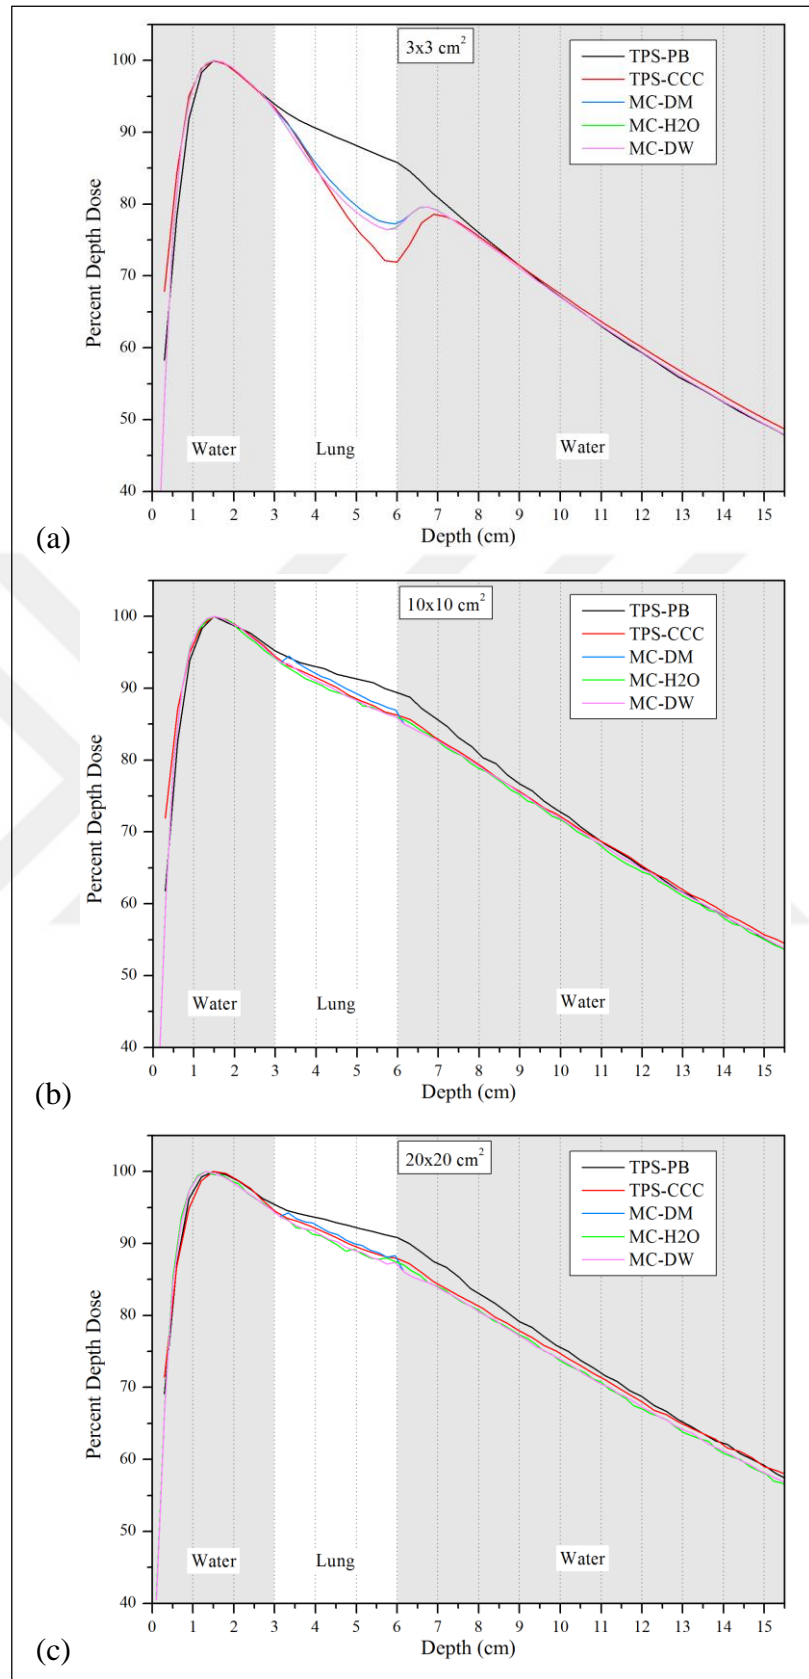 3x3 cm²
TPS-PB
TPS-CCC
MC-DM
MC-H2O
MC-DW
100
90
80
70
60
50
40
Percent Depth Dose
Water
Lung
Water
0 1 2 3 4 5 6 7 8 9 10 11 12 13 14 15
Depth (cm)
(a)
10x10 cm²
TPS-PB
TPS-CCC
MC-DM
MC-H2O
MC-DW
100
90
80
70
60
50
40
Percent Depth Dose
Water
Lung
Water
0 1 2 3 4 5 6 7 8 9 10 11 12 13 14 15
Depth (cm)
(b)
20x20 cm²
TPS-PB
TPS-CCC
MC-DM
MC-H2O
MC-DW
100
90
80
70
60
50
40
Percent Depth Dose
Water
Lung
Water
0 1 2 3 4 5 6 7 8 9 10 11 12 13 14 15
Depth (cm)
(c)